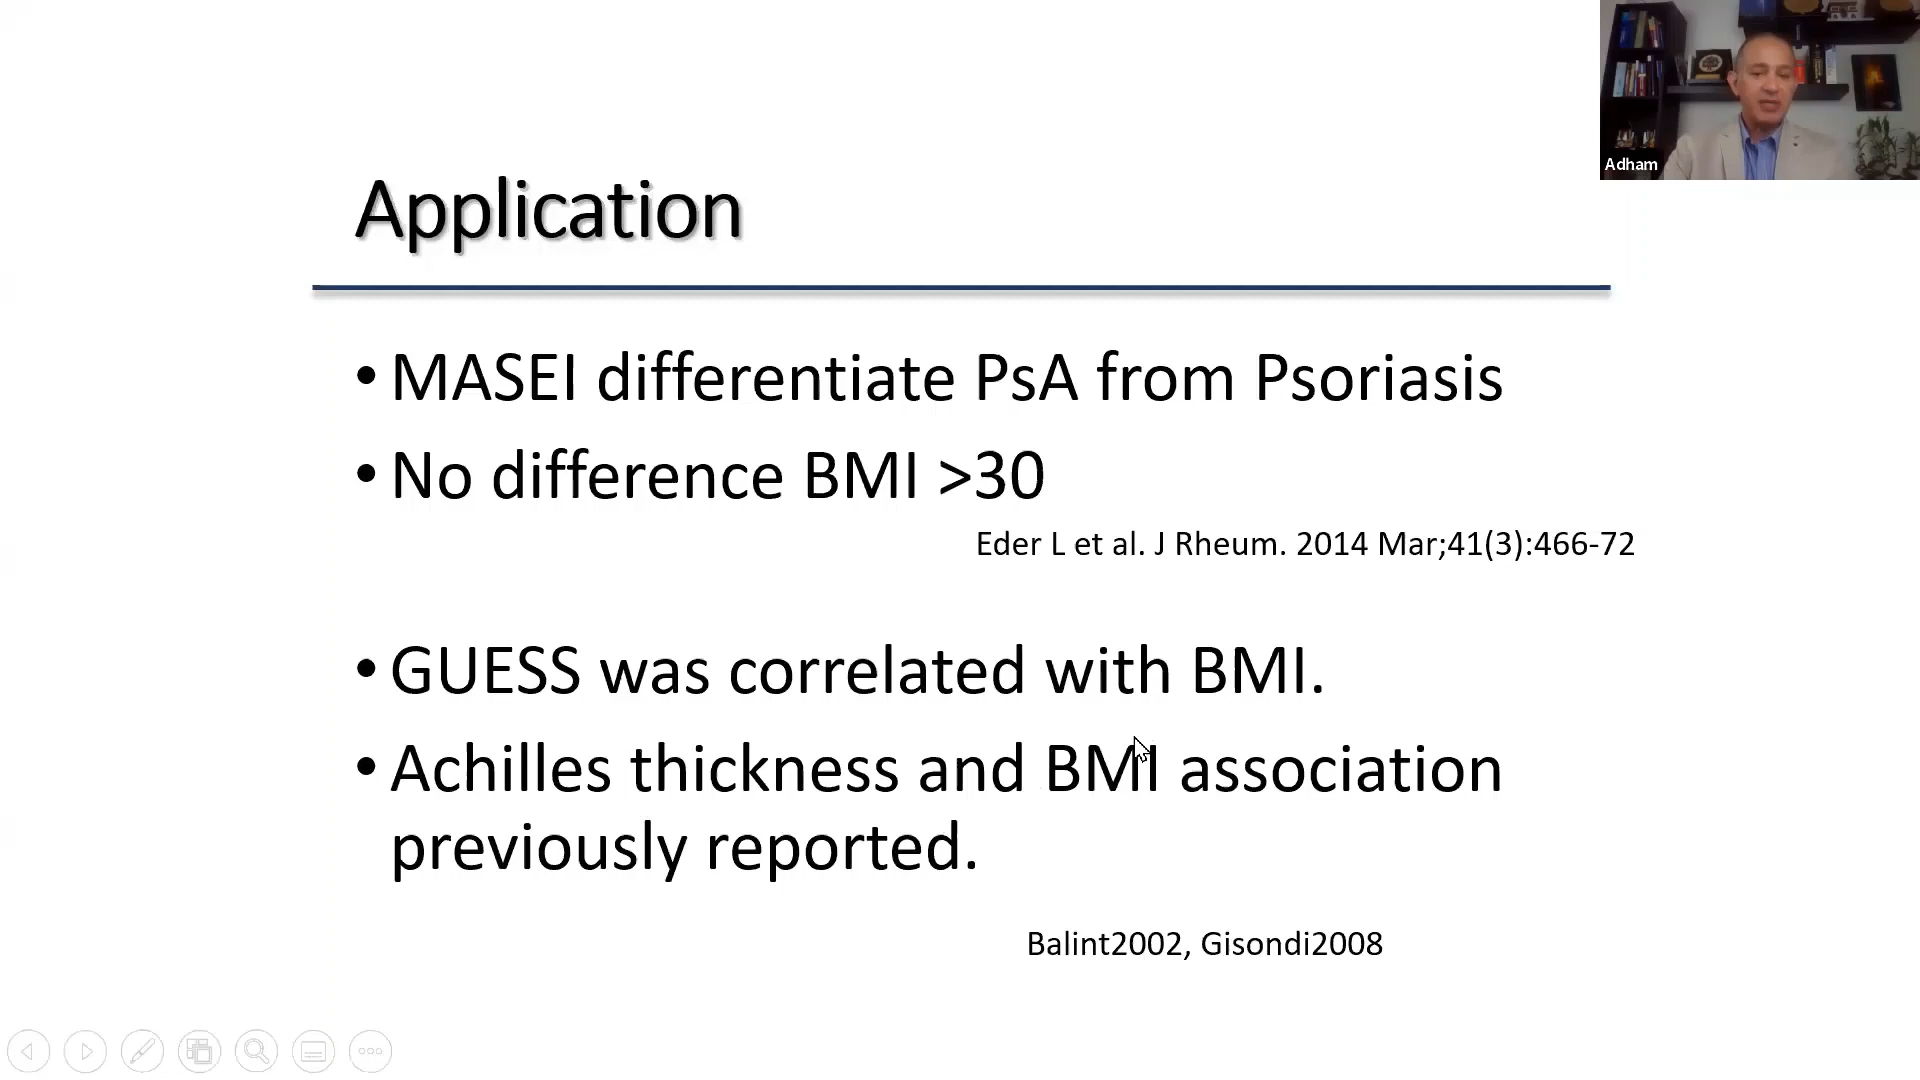 Adham
Application
• MASEI differentiate PsA from Psoriasis
• No difference BMI >30
Eder L et al. J Rheum. 2014 Mar;41(3):466-72
• GUESS was correlated with BMI.
• Achilles thickness and BMI association
previously reported.
Balint2002, Gisondi2008